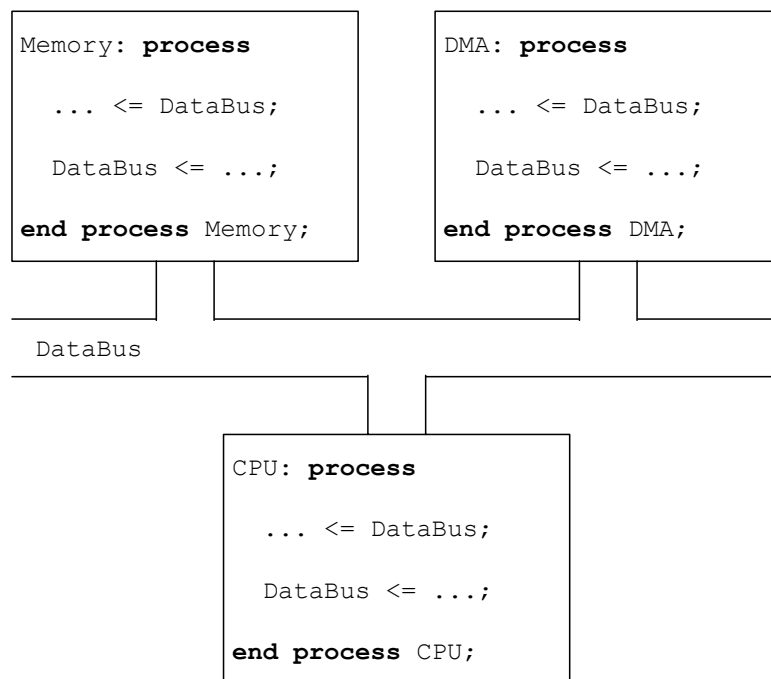 Memory: process
... <= DataBus;
DataBus <= ...;
end process Memory;
DMA: process
... <= DataBus;
DataBus <= ...;
end process DMA;
DataBus
CPU: process
... <= DataBus;
DataBus <= ...;
end process CPU;